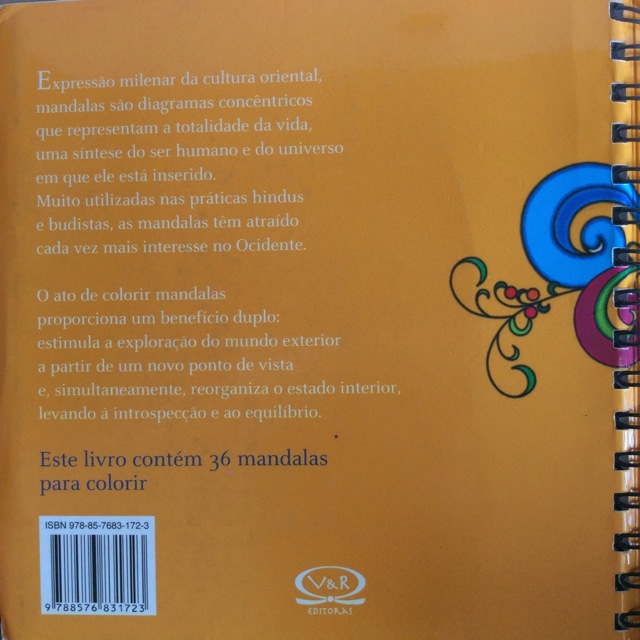 Expressão milenar da cultura oriental,
mandalas são diagramas concêntricos
que representam a totalidade da vida,
uma síntese do ser humano e do universo
em que ele está inserido.
Muito utilizadas nas práticas hindus
e budistas, as mandalas têm atraído
cada vez mais interesse no Ocidente.
O ato de colorir mandalas
proporciona um benefício duplo:
estimula a exploração do mundo exterior
a partir de um novo ponto de vista
e, simultaneamente, reorganiza o estado interior,
levando à introspecção e ao equilíbrio.
Este livro contém 36 mandalas
para colorir
ISBN 978-85-7683-172-3
9 788576 831723
V&R
EDITORAS